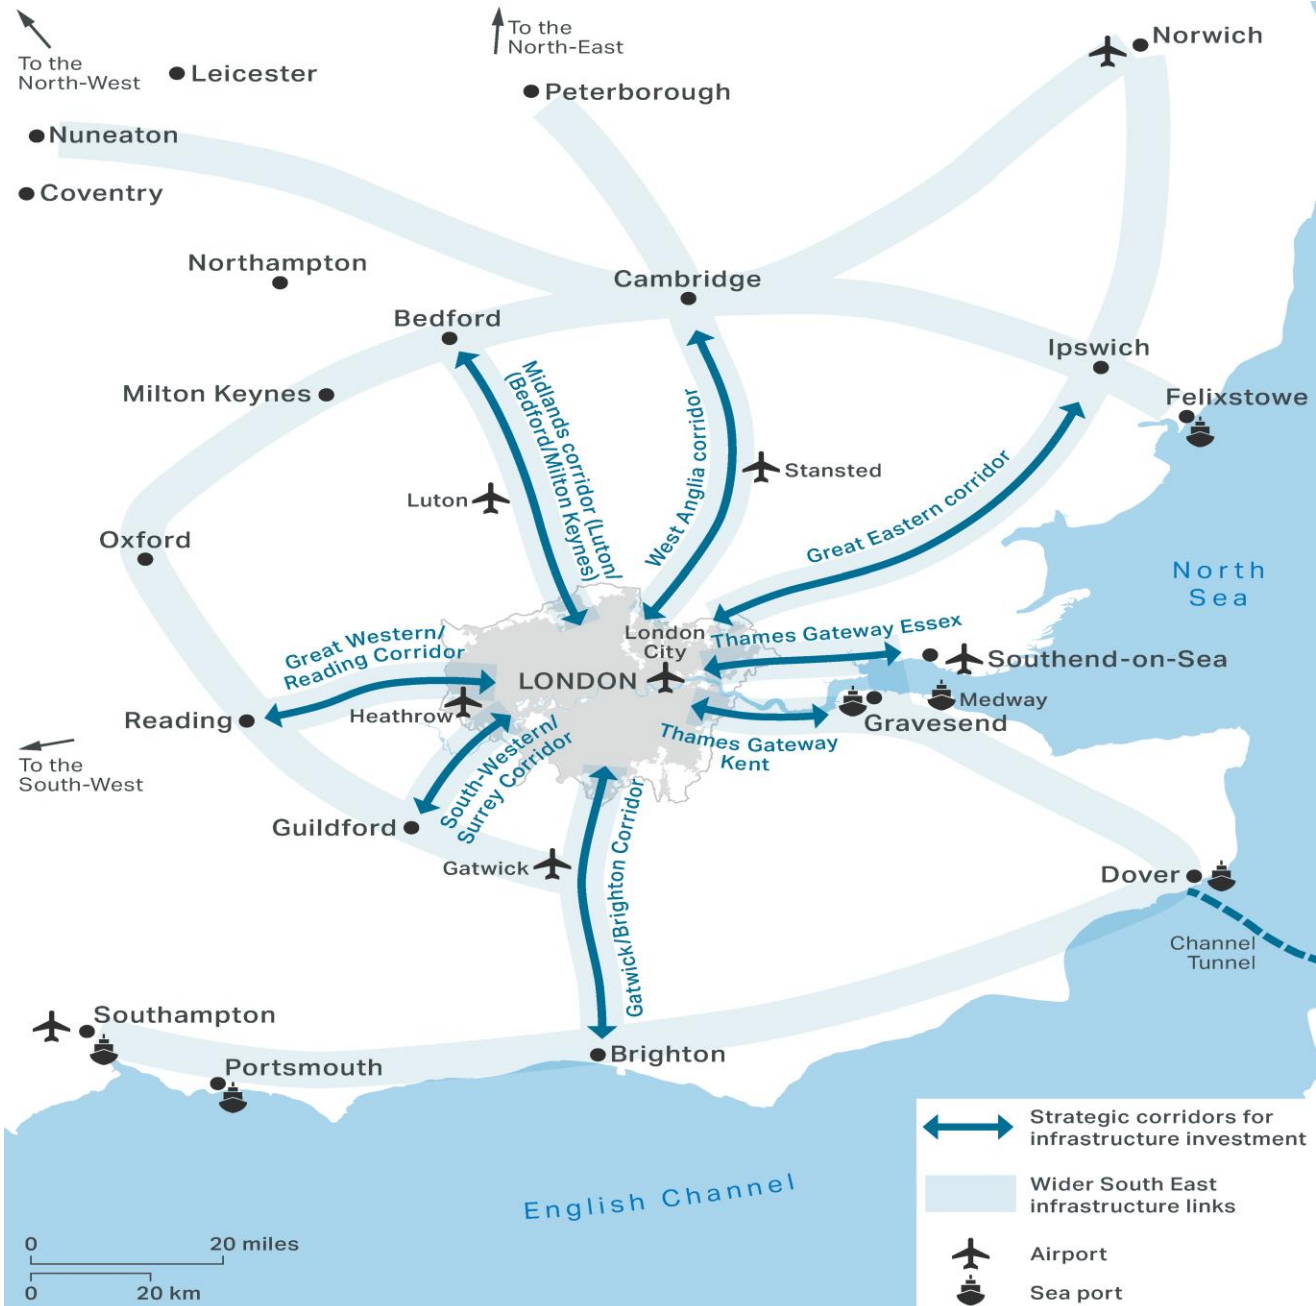 To the
North-West
Leicester
To the
North-East
Norwich
Peterborough
Nuneaton
Coventry
Northampton
Cambridge
Bedford
Ipswich
Milton Keynes
Felixstowe
Midlands corridor (Luton/
(Bedford/Milton Keynes)
West Anglia corridor
Stansted
Luton
Great Eastern corridor
Oxford
North
Sea
Great Western/
Reading Corridor
London
City
Thames Gateway Essex
Southend-on-Sea
LONDON
Medway
Reading
Heathrow
Gravesend
Thames Gateway
Kent
To the
South-West
South-Western/
Surrey Corridor
Guildford
Gatwick
Gatwick/Brighton Corridor
Dover
Channel
Tunnel
Southampton
Brighton
Portsmouth
English Channel
Strategic corridors for
infrastructure investment
Wider South East
infrastructure links
Airport
Sea port
0 20 miles
0 20 km